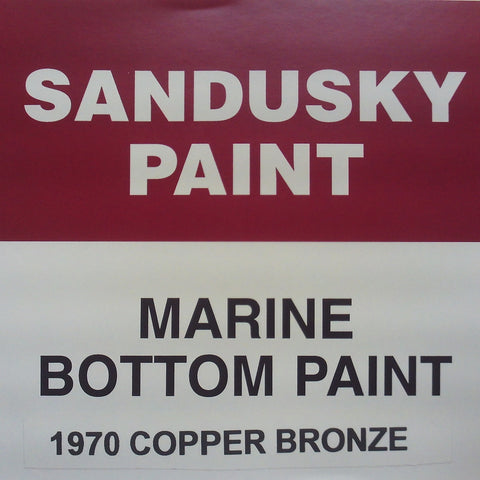 SANDUSKY
PAINT
MARINE
BOTTOM PAINT
1970 COPPER BRONZE